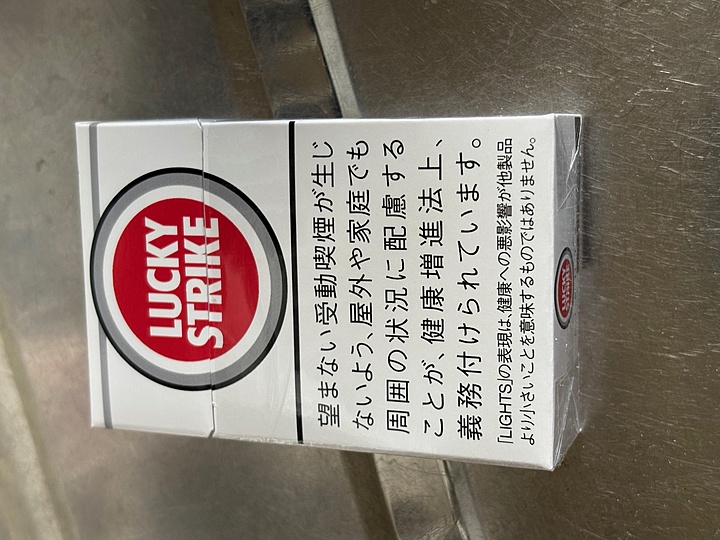 LUCKY
STRIKE
望まない受動喫煙が生じ
ないよう、屋外や家庭でも
周囲の状況に配慮する
ことが、健康増進法上、
義務付けられています。
「LIGHTS」の表現は、健康への悪影響が他製品
より小さいことを意味するものではありません。
LUCKY
STRIKE